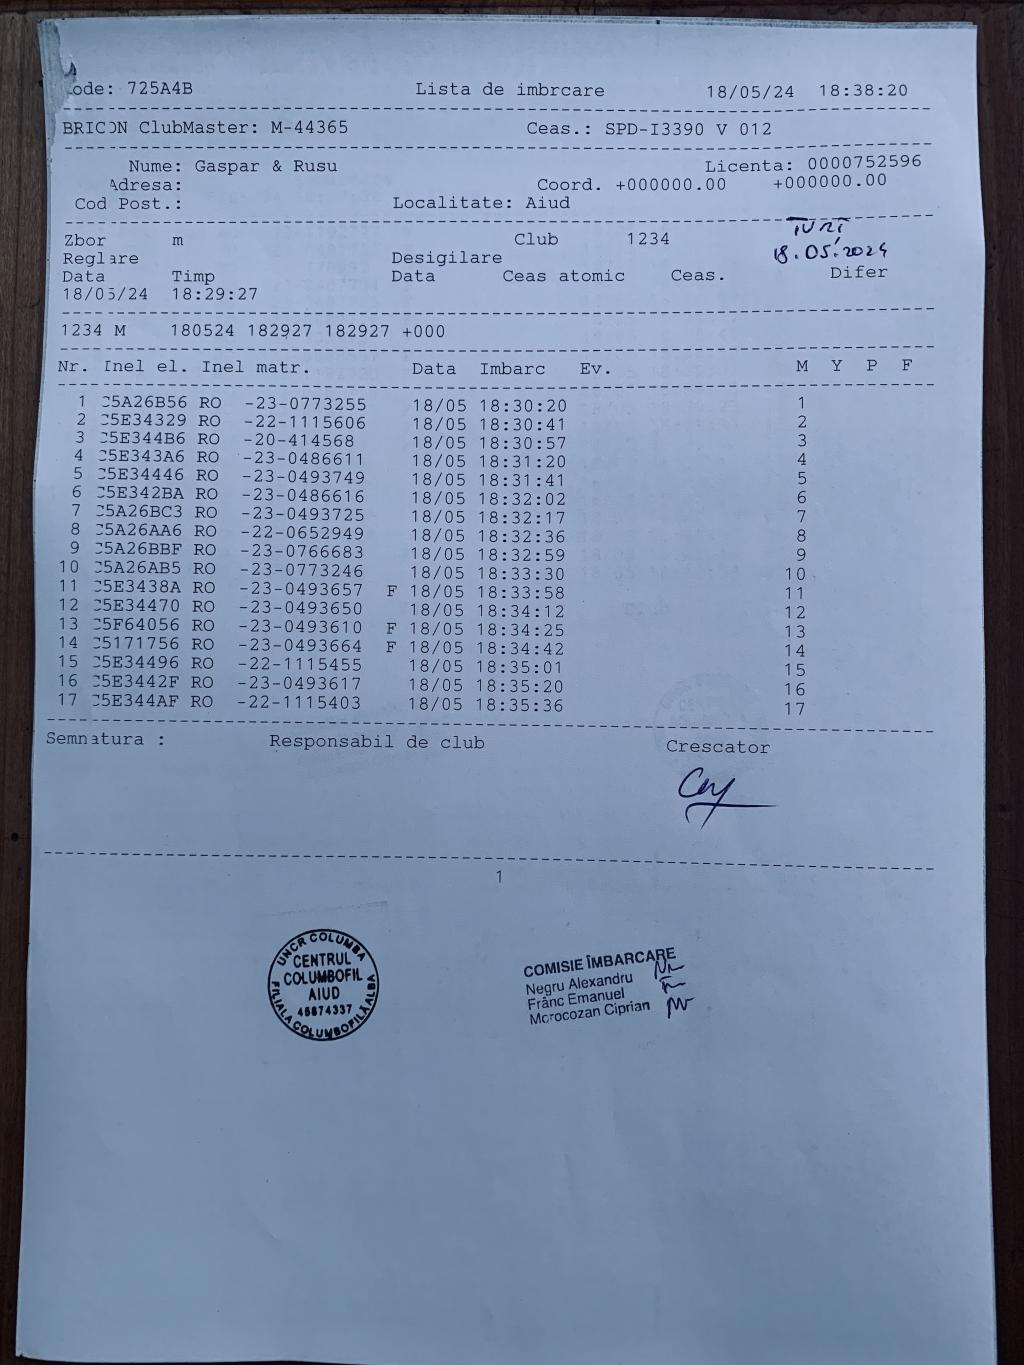 ode: 725A4B Lista de imbrcare 18/05/24 18:38:20
BRICON ClubMaster: M-44365 Ceas.: SPD-I3390 V 012
Nume: Gaspar & Rusu Licenta: 0000752596
Adresa: Coord. +000000.00 +000000.00
Cod Post.: Localitate: Aiud
TURT
Zbor m Club 1234
18.05.2024
Reglare Desigilare
Data Timp Data Ceas atomic Ceas. Difer
18/05/24 18:29:27
1234 M 180524 182927 182927 +000
Nr. Inel el. Inel matr. Data Imbarc Ev. M Y P F
1 C5A26B56 RO -23-0773255 18/05 18:30:20 1
2 C5E34329 RO -22-1115606 18/05 18:30:41 2
3 C5E344B6 RO -20-414568 18/05 18:30:57 3
4 C5E343A6 RO -23-0486611 18/05 18:31:20 4
5 C5E34446 RO -23-0493749 18/05 18:31:41 5
6 C5E342BA RO -23-0486616 18/05 18:32:02 6
7 C5A26BC3 RO -23-0493725 18/05 18:32:17 7
8 C5A26AA6 RO -22-0652949 18/05 18:32:36 8
9 C5A26BBF RO -23-0766683 18/05 18:32:59 9
10 C5A26AB5 RO -23-0773246 18/05 18:33:30 10
11 C5E3438A RO -23-0493657 F 18/05 18:33:58 11
12 C5E34470 RO -23-0493650 18/05 18:34:12 12
13 C5F64056 RO -23-0493610 F 18/05 18:34:25 13
14 C5171756 RO -23-0493664 F 18/05 18:34:42 14
15 C5E34496 RO -22-1115455 18/05 18:35:01 15
16 C5E3442F RO -23-0493617 18/05 18:35:20 16
17 C5E344AF RO -22-1115403 18/05 18:35:36 17
Semnatura : Responsabil de club Crescator
1
UNCR COLUMBA
CENTRUL
COLUMBOFIL
AIUD
45874337
FILIALA COLUMBOFILĂ ALBA
COMISIE ÎMBARCARE
Negru Alexandru
Frânc Emanuel
Morocozan Ciprian